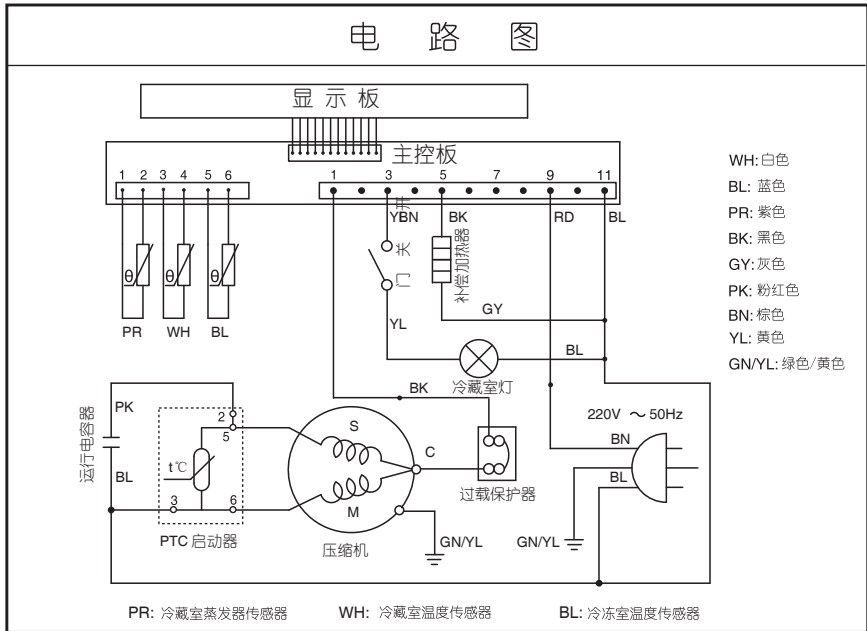 电 路 图
显 示 板
主控板
1 2 3 4 5 6
1 3 5 7 9 11
YBN BK RD BL
门 关 开
补偿加热器
PR WH BL
GY
YL
BL
冷藏室灯
BK
WH: 白色
BL: 蓝色
PR: 紫色
BK: 黑色
GY: 灰色
PK: 粉红色
BN: 棕色
YL: 黄色
GN/YL: 绿色/黄色
运行电容器
PK
BL
2
5
t℃
3
6
PTC 启动器
S
M
C
压缩机
GN/YL
过载保护器
220V ～ 50Hz
BN
BL
GN/YL
PR: 冷藏室蒸发器传感器 WH: 冷藏室温度传感器 BL: 冷冻室温度传感器
θ θ θ